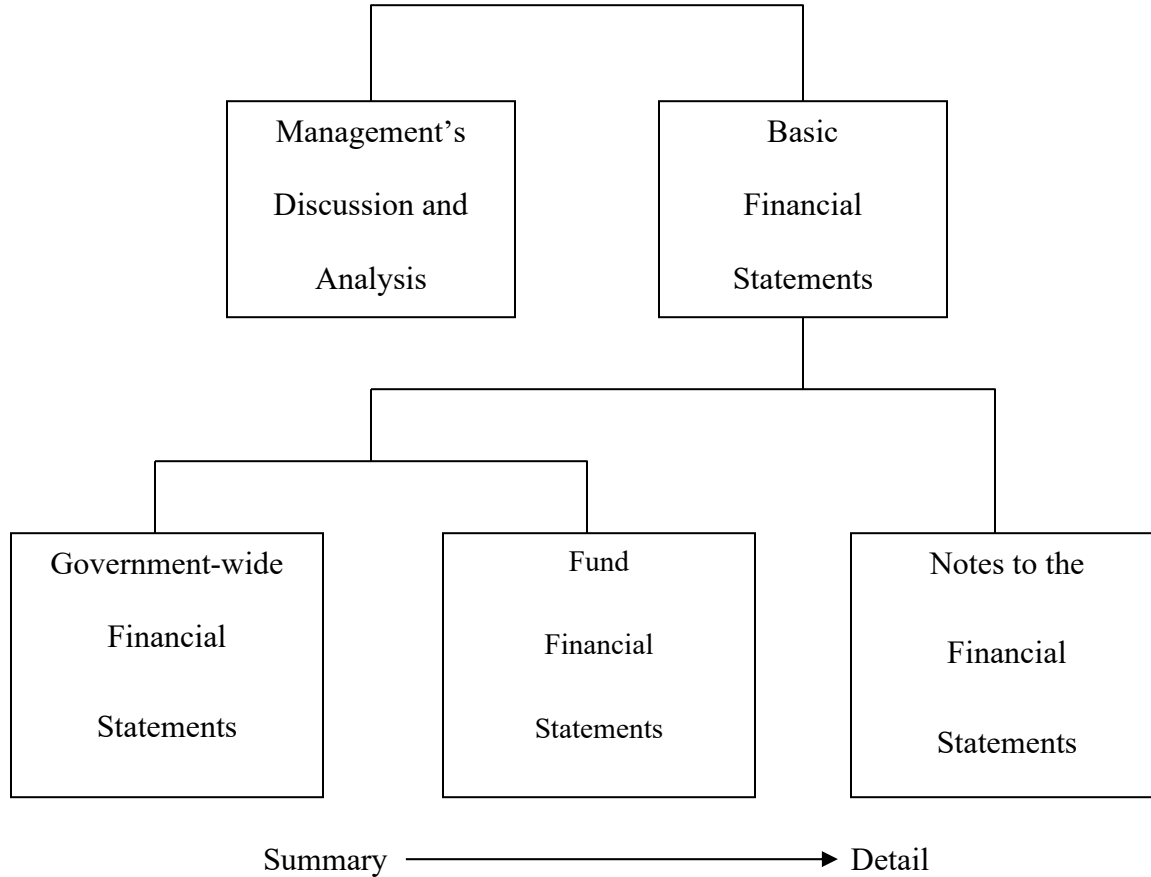 Management’s
Discussion and
Analysis
Basic
Financial
Statements
Government-wide
Financial
Statements
Fund
Financial
Statements
Notes to the
Financial
Statements
Summary
Detail